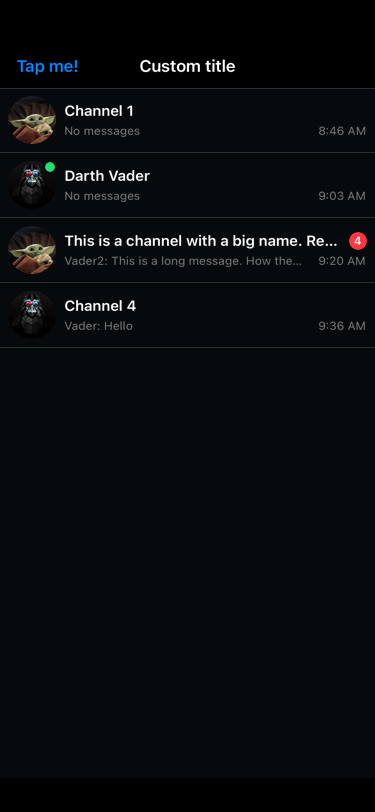 Tap me! Custom title
Channel 1
No messages 8:46 AM
Darth Vader
No messages 9:03 AM
This is a channel with a big name. Re... 4
Vader2: This is a long message. How the... 9:20 AM
Channel 4
Vader: Hello 9:36 AM